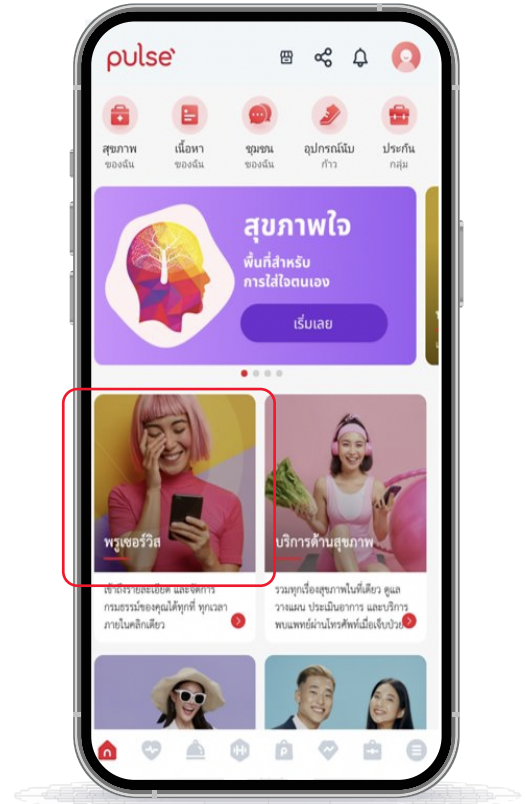 pulse
สุขภาพ
ของฉัน
เนื้อหา
ของฉัน
ชุมชน
ของฉัน
อุปกรณ์นับ
ก้าว
ประกัน
กลุ่ม
สุขภาพใจ
พื้นที่สำหรับ
การใส่ใจตนเอง
เริ่มเลย
พรูเซอร์วิส
เข้าถึงรายละเอียด และจัดการ
กรมธรรม์ของคุณได้ทุกที่ ทุกเวลา
ภายในคลิกเดียว
บริการด้านสุขภาพ
รวมทุกเรื่องสุขภาพในที่เดียว ดูแล
วางแผน ประเมินอาการ และบริการ
พบแพทย์ผ่านโทรศัพท์เมื่อเจ็บป่วย